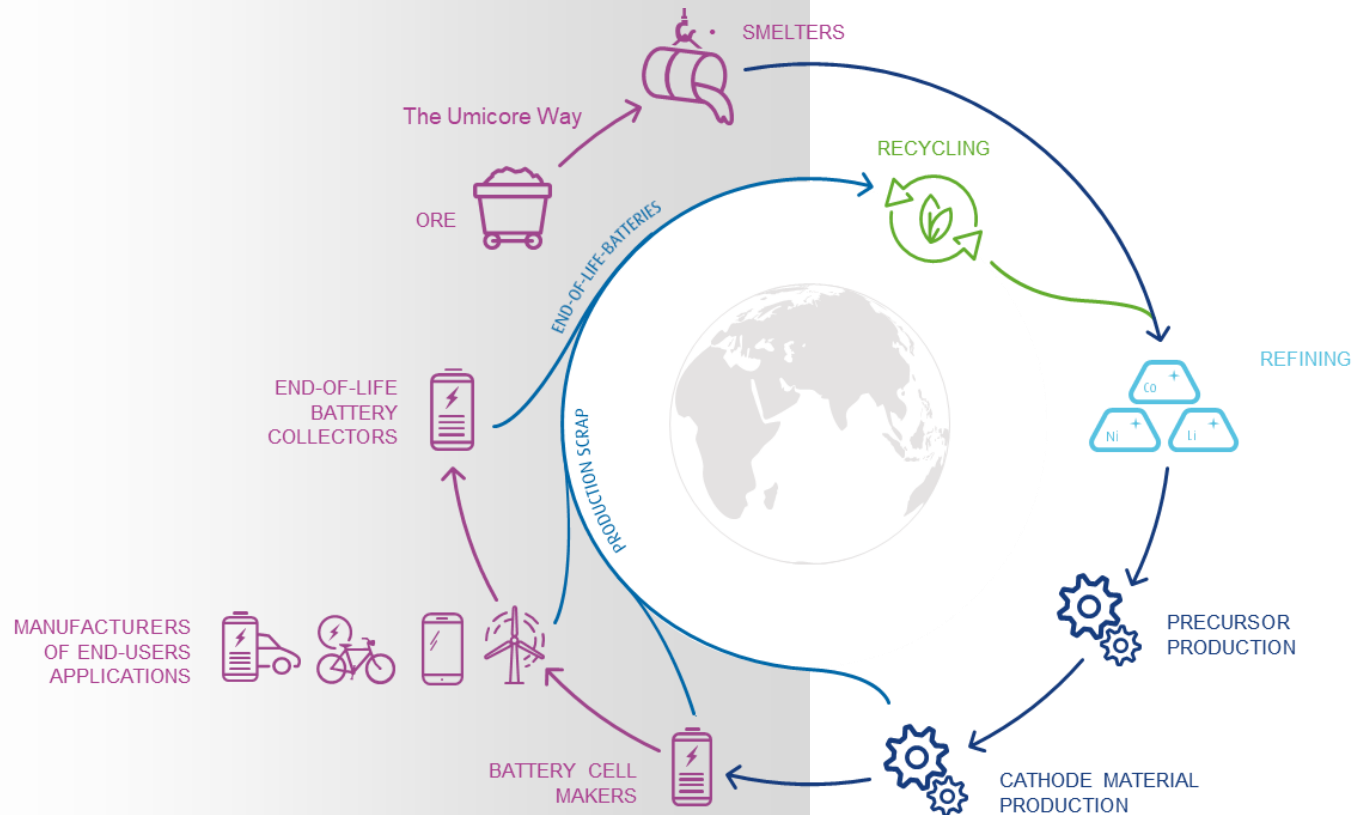 SMELTERS
The Umicore Way
RECYCLING
ORE
END-OF-LIFE-BATTERIES
REFINING
Co
Ni
Li
END-OF-LIFE
BATTERY
COLLECTORS
PRODUCTION SCRAP
MANUFACTURERS
OF END-USERS
APPLICATIONS
PRECURSOR
PRODUCTION
BATTERY CELL
MAKERS
CATHODE MATERIAL
PRODUCTION